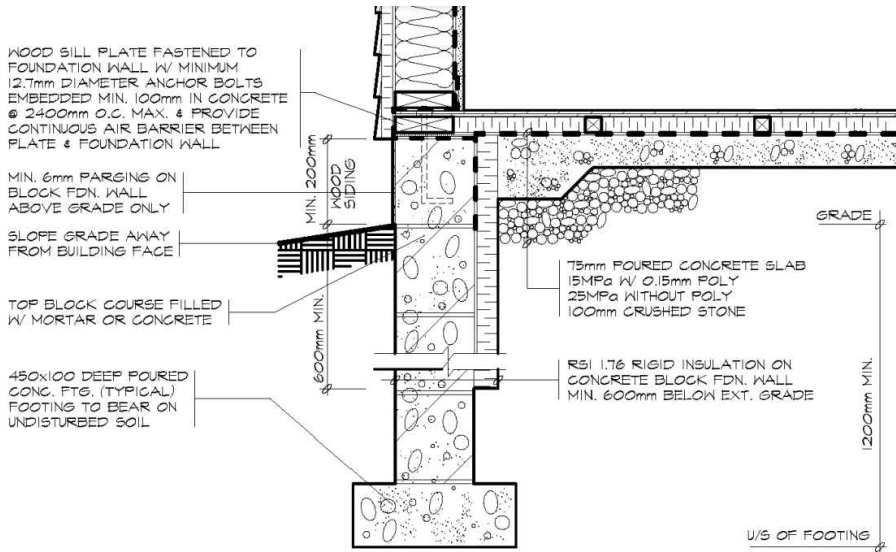 WOOD SILL PLATE FASTENED TO
FOUNDATION WALL W/ MINIMUM
12.7mm DIAMETER ANCHOR BOLTS
EMBEDDED MIN. 100mm IN CONCRETE
@ 2400mm O.C. MAX. & PROVIDE
CONTINUOUS AIR BARRIER BETWEEN
PLATE & FOUNDATION WALL
MIN. 200mm
WOOD
SIDING
MIN. 6mm PARGING ON
BLOCK FDN. WALL
ABOVE GRADE ONLY
SLOPE GRADE AWAY
FROM BUILDING FACE
TOP BLOCK COURSE FILLED
W/ MORTAR OR CONCRETE
600mm MIN.
450x100 DEEP POURED
CONC. FTG. (TYPICAL)
FOOTING TO BEAR ON
UNDISTURBED SOIL
GRADE
75mm POURED CONCRETE SLAB
15MPa W/ 0.15mm POLY
25MPa WITHOUT POLY
100mm CRUSHED STONE
RSI 1.76 RIGID INSULATION ON
CONCRETE BLOCK FDN. WALL
MIN. 600mm BELOW EXT. GRADE
1200mm MIN.
U/S OF FOOTING